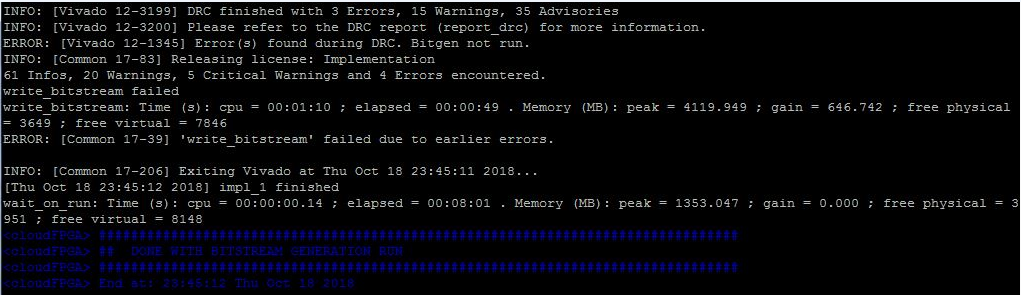 INFO: [Vivado 12-3199] DRC finished with 3 Errors, 15 Warnings, 35 Advisories
INFO: [Vivado 12-3200] Please refer to the DRC report (report_drc) for more information.
ERROR: [Vivado 12-1345] Error(s) found during DRC. Bitgen not run.
INFO: [Common 17-83] Releasing license: Implementation
61 Infos, 20 Warnings, 5 Critical Warnings and 4 Errors encountered.
write_bitstream failed
write_bitstream: Time (s): cpu = 00:01:10 ; elapsed = 00:00:49 . Memory (MB): peak = 4119.949 ; gain = 646.742 ; free physical
= 3649 ; free virtual = 7846
ERROR: [Common 17-39] 'write_bitstream' failed due to earlier errors.
INFO: [Common 17-206] Exiting Vivado at Thu Oct 18 23:45:11 2018...
[Thu Oct 18 23:45:12 2018] impl_1 finished
wait_on_run: Time (s): cpu = 00:00:00.14 ; elapsed = 00:08:01 . Memory (MB): peak = 1353.047 ; gain = 0.000 ; free physical = 3
951 ; free virtual = 8148
<cloudFPGA> ################################################################################
<cloudFPGA> ##  DONE WITH BITSTREAM GENERATION RUN
<cloudFPGA> ################################################################################
<cloudFPGA> End at: 23:45:12 Thu Oct 18 2018